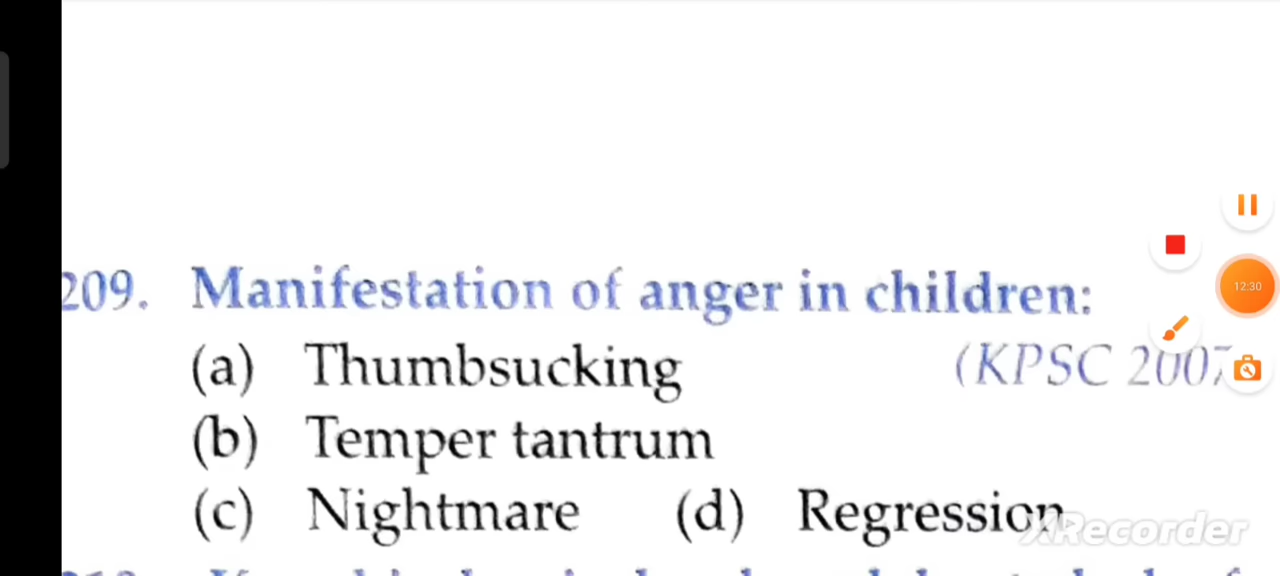 209. Manifestation of anger in children:
(a) Thumbsucking (KPSC 2007
(b) Temper tantrum
(c) Nightmare (d) Regression
XRecorder
12:30